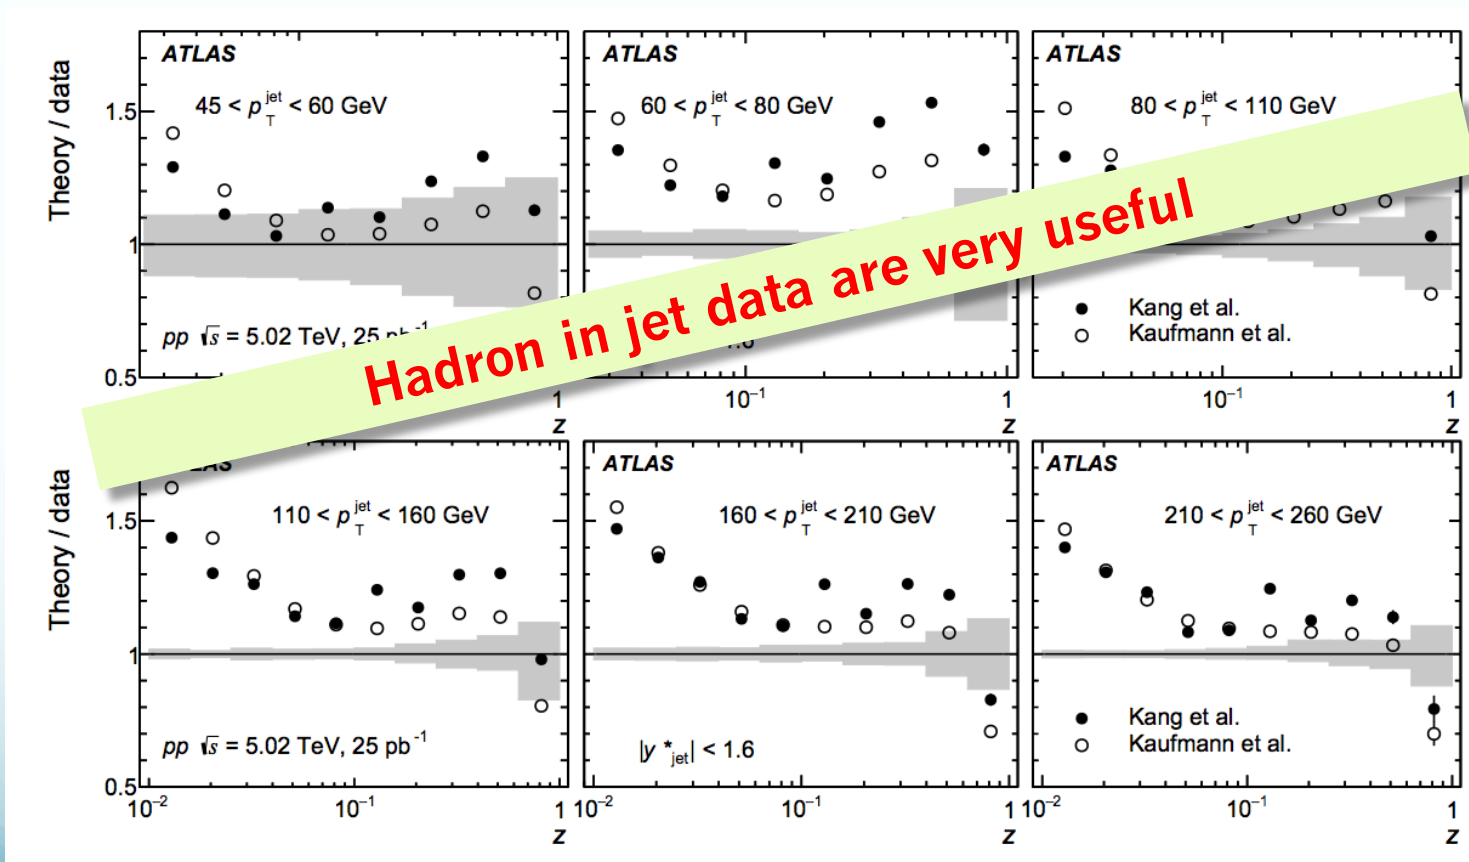 ATLAS
ATLAS
ATLAS
45 < p_T^jet < 60 GeV
60 < p_T^jet < 80 GeV
80 < p_T^jet < 110 GeV
Theory / data
1.5
1
0.5
pp √s = 5.02 TeV, 25 pb⁻¹
Kang et al.
Kaufmann et al.
Hadron in jet data are very useful
1
z
10⁻¹
1
z
10⁻¹
1
z
ATLAS
ATLAS
110 < p_T^jet < 160 GeV
160 < p_T^jet < 210 GeV
210 < p_T^jet < 260 GeV
Theory / data
1.5
1
0.5
pp √s = 5.02 TeV, 25 pb⁻¹
|y*_jet| < 1.6
Kang et al.
Kaufmann et al.
10⁻²
10⁻¹
1
z
10⁻²
10⁻¹
1
z
10⁻²
10⁻¹
1
z